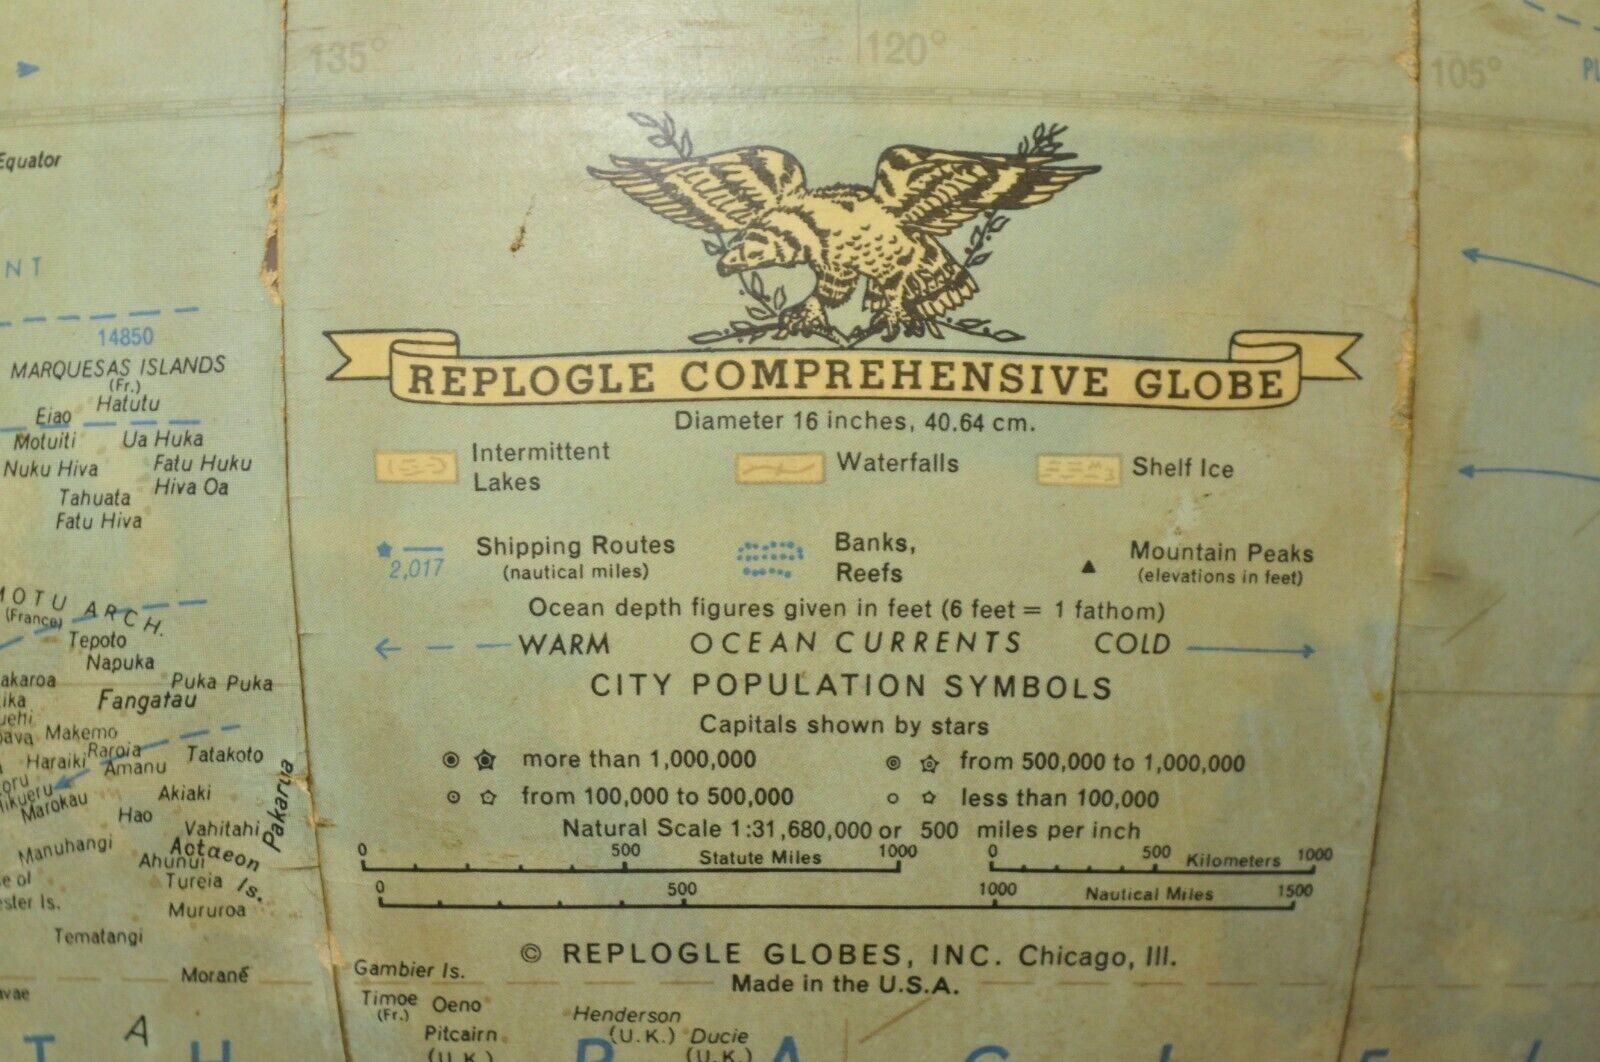 135°
120°
105°
Equator
NT
14850
MARQUESAS ISLANDS
(Fr.)
Eiao Hatutu
Motuiti Ua Huka
Nuku Hiva Fatu Huku
Hiva Oa
Tahuata
Fatu Hiva
MOTU ARCH.
(France)
Tepoto
Napuka
Puka Puka
Fangatau
Makemo
Raroia
Tatakoto
Haraiki
Amanu
Marokau
Akiaki
Hao
Pakarua
Vahitahi
Manuhangi
Actaeon Is.
Ahunui
Tureia
Mururoa
Tematangi
Morane
REPLOGLE COMPREHENSIVE GLOBE
Diameter 16 inches, 40.64 cm.
Intermittent
Lakes
Waterfalls
Shelf Ice
2,017
Shipping Routes
(nautical miles)
Banks,
Reefs
Mountain Peaks
(elevations in feet)
Ocean depth figures given in feet (6 feet = 1 fathom)
WARM OCEAN CURRENTS COLD
CITY POPULATION SYMBOLS
Capitals shown by stars
more than 1,000,000 from 500,000 to 1,000,000
from 100,000 to 500,000 less than 100,000
Natural Scale 1:31,680,000 or 500 miles per inch
0 500 Statute Miles 1000
0 500 Kilometers 1000
0 500 1000 Nautical Miles 1500
© REPLOGLE GLOBES, INC. Chicago, Ill.
Made in the U.S.A.
Gambier Is.
Timoe
(Fr.)
Oeno
Pitcairn
(U.K.)
Henderson
(U.K.)
Ducie
(U.K.)